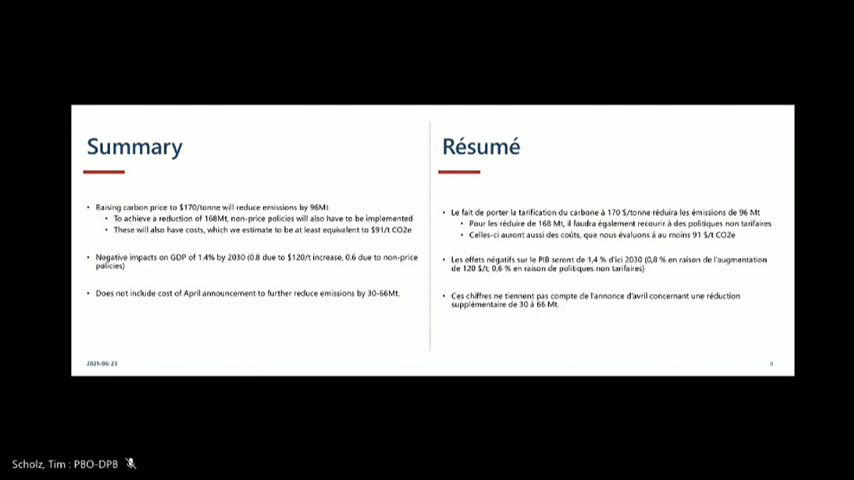 Summary
• Raising carbon price to $170/tonne will reduce emissions by 96Mt
• To achieve a reduction of 168Mt, non-price policies will also have to be implemented
• These will also have costs, which we estimate to be at least equivalent to $91/t CO2e
• Negative impacts on GDP of 1.4% by 2030 (0.8 due to $120/t increase, 0.6 due to non-price
policies)
• Does not include cost of April announcement to further reduce emissions by 30-66Mt.
2021-06-23
Résumé
• Le fait de porter la tarification du carbone à 170 $/tonne réduira les émissions de 96 Mt
• Pour les réduire de 168 Mt, il faudra également recourir à des politiques non tarifaires
• Celles-ci auront aussi des coûts, que nous évaluons à au moins 91 $/t CO2e
• Les effets négatifs sur le PIB seront de 1,4 % d'ici 2030 (0,8 % en raison de l'augmentation
de 120 $/t; 0,6 % en raison de politiques non tarifaires)
• Ces chiffres ne tiennent pas compte de l'annonce d'avril concernant une réduction
supplémentaire de 30 à 66 Mt.
Scholz, Tim : PBO-DPB